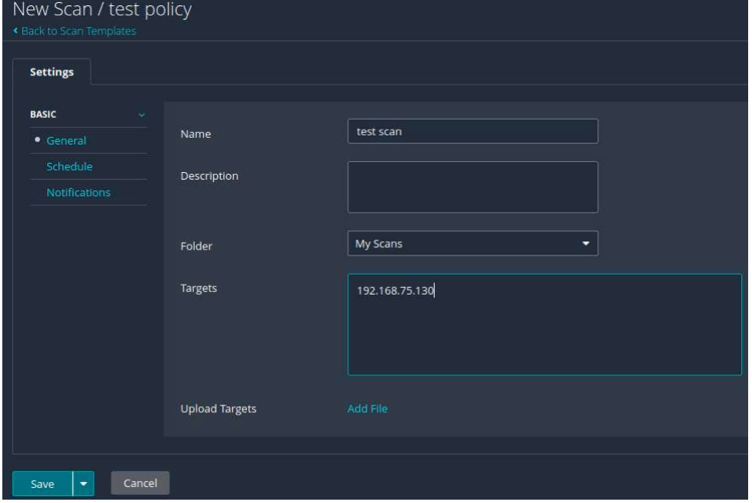 New Scan / test policy
Back to Scan Templates
Settings
BASIC
General
Schedule
Notifications
Name
test scan
Description
Folder
My Scans
Targets
192.168.75.130
Upload Targets
Add File
Save
Cancel